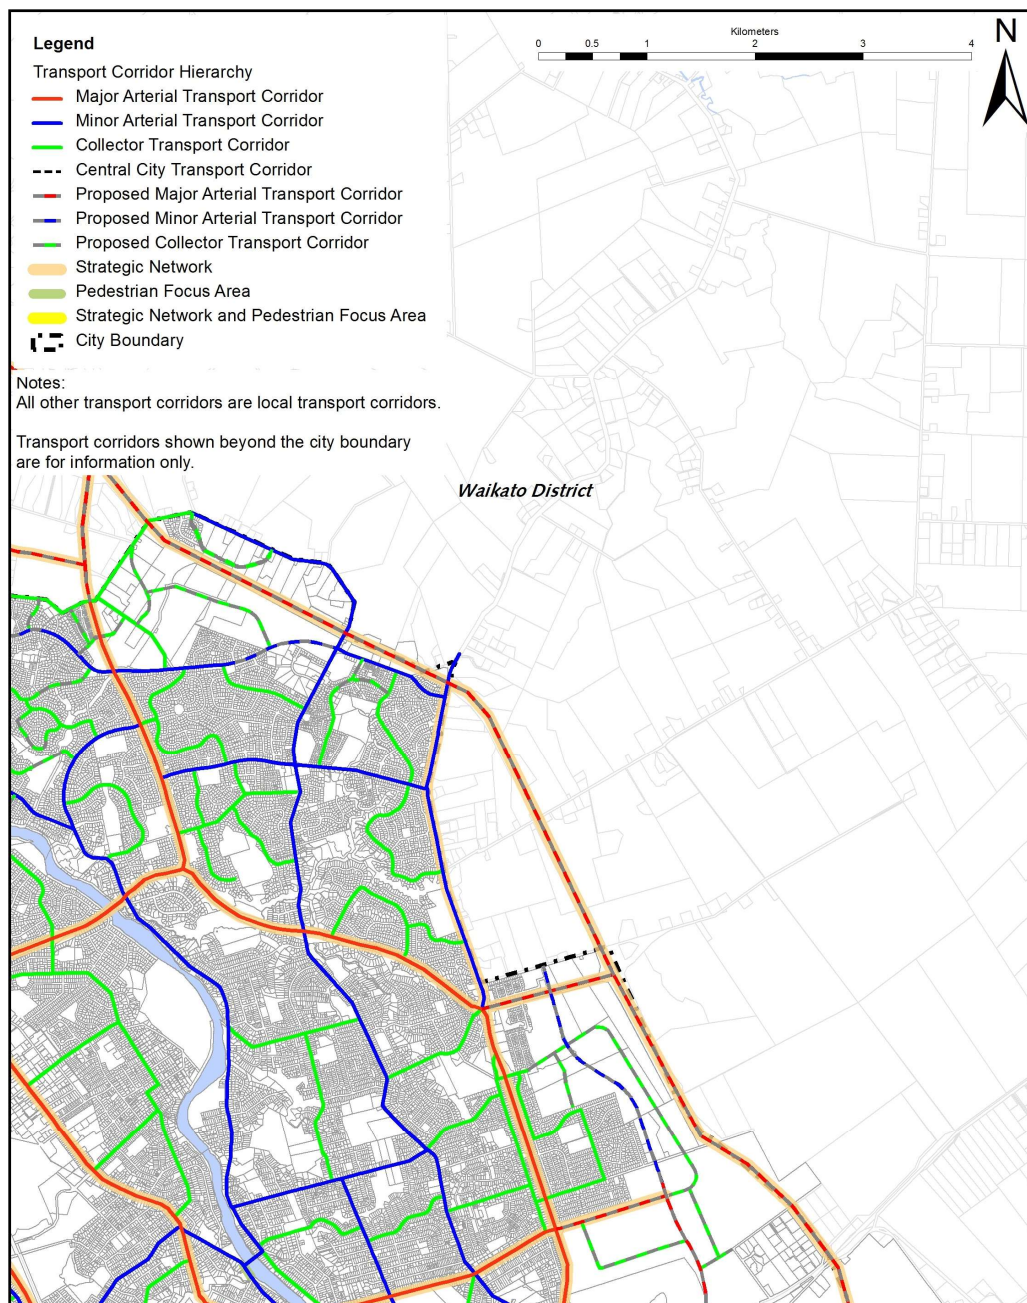 Legend
Transport Corridor Hierarchy
Major Arterial Transport Corridor
Minor Arterial Transport Corridor
Collector Transport Corridor
Central City Transport Corridor
Proposed Major Arterial Transport Corridor
Proposed Minor Arterial Transport Corridor
Proposed Collector Transport Corridor
Strategic Network
Pedestrian Focus Area
Strategic Network and Pedestrian Focus Area
City Boundary
Notes:
All other transport corridors are local transport corridors.
Transport corridors shown beyond the city boundary
are for information only.
Kilometers
0 0.5 1 2 3 4
N
Waikato District